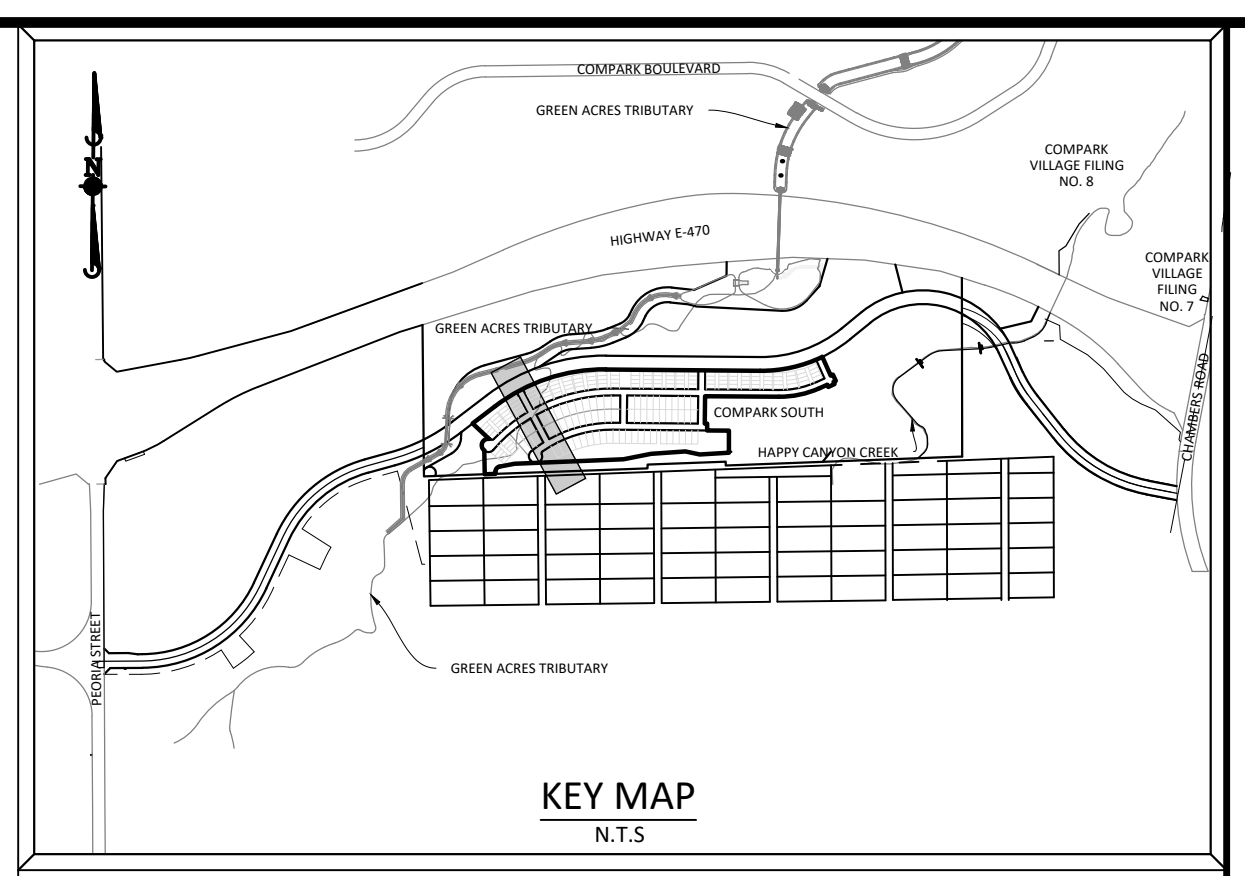 COMPARK BOULEVARD
GREEN ACRES TRIBUTARY
COMPARK
VILLAGE FILING
NO. 8
N
HIGHWAY E-470
COMPARK
VILLAGE
FILING
NO. 7
GREEN ACRES TRIBUTARY
CHAMBERS ROAD
COMPARK SOUTH
HAPPY CANYON CREEK
PEORIA STREET
GREEN ACRES TRIBUTARY
KEY MAP
N.T.S